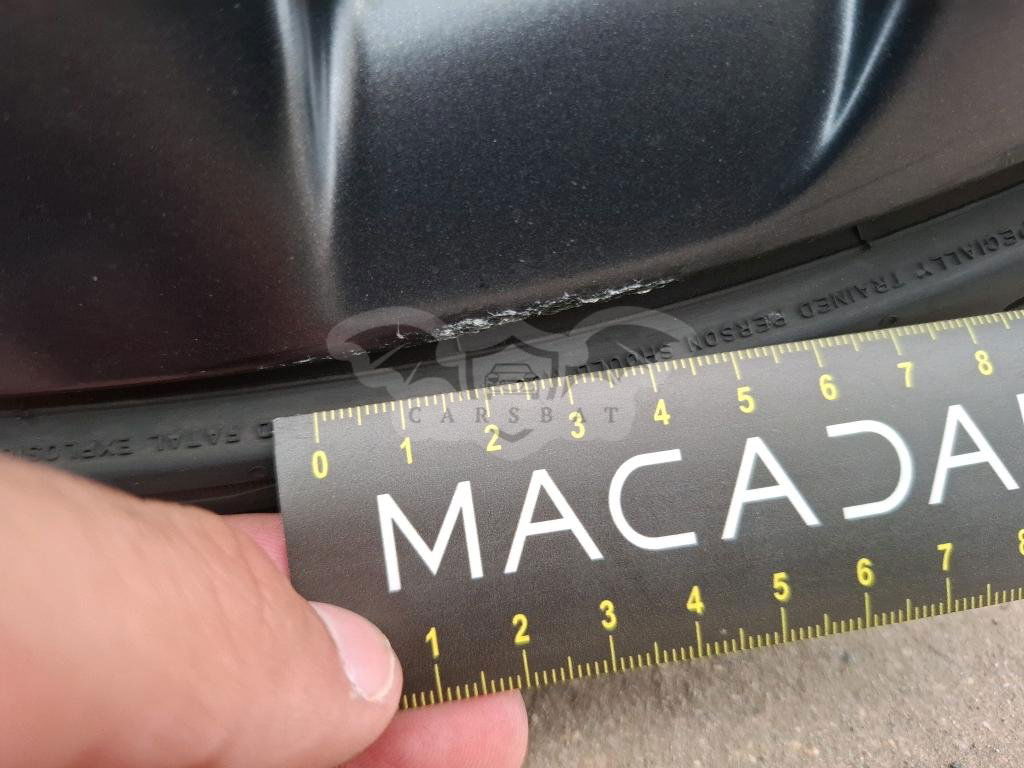 PECIALLY TRAINED PERSON SHOUL
D FATAL EXPLOSI
CARSBAT
0 1 2 3 4 5 6 7 8
MACADA
1 2 3 4 5 6 7 8